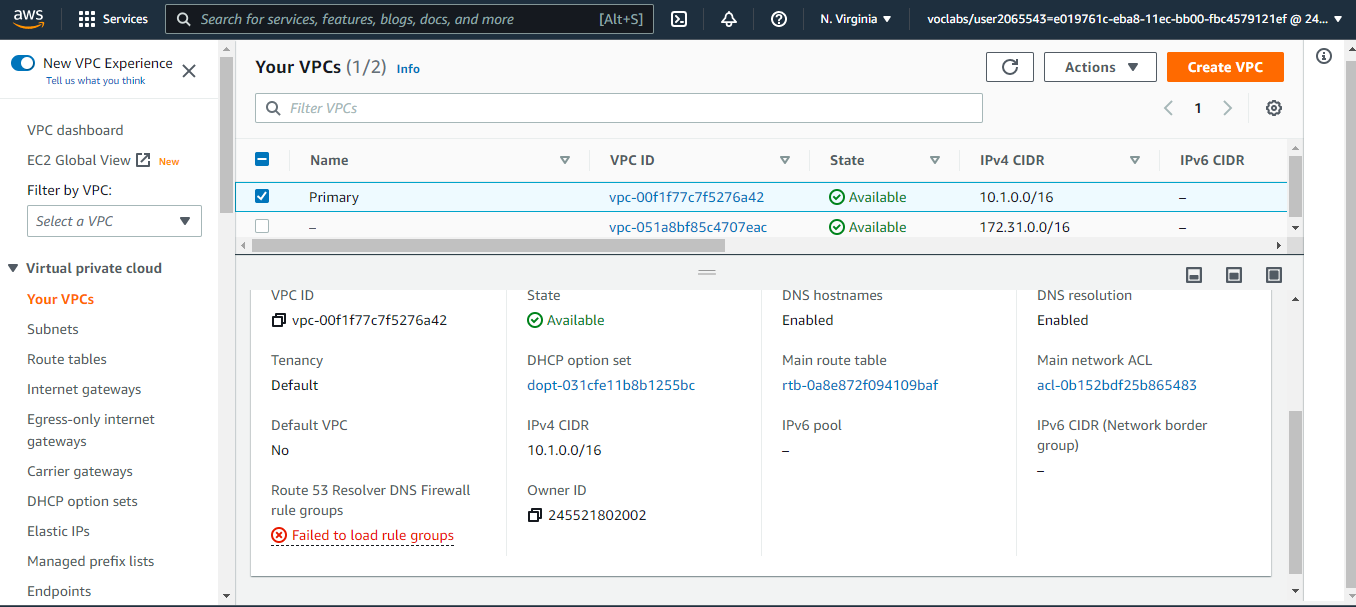 aws
Services
Search for services, features, blogs, docs, and more
[Alt+S]
N. Virginia
voclabs/user2065543=e019761c-eba8-11ec-bb00-fbc4579121ef @ 24...
New VPC Experience
Tell us what you think
VPC dashboard
EC2 Global View New
Filter by VPC:
Select a VPC
Virtual private cloud
Your VPCs
Subnets
Route tables
Internet gateways
Egress-only internet
gateways
Carrier gateways
DHCP option sets
Elastic IPs
Managed prefix lists
Endpoints
Your VPCs (1/2) Info
Actions
Create VPC
Filter VPCs
1
Name VPC ID State IPv4 CIDR IPv6 CIDR
Primary vpc-00f1f77c7f5276a42 Available 10.1.0.0/16 –
– vpc-051a8bf85c4707eac Available 172.31.0.0/16 –
VPC ID
vpc-00f1f77c7f5276a42
State
Available
DNS hostnames
Enabled
DNS resolution
Enabled
Tenancy
Default
DHCP option set
dopt-031cfe11b8b1255bc
Main route table
rtb-0a8e872f094109baf
Main network ACL
acl-0b152bdf25b865483
Default VPC
No
IPv4 CIDR
10.1.0.0/16
IPv6 pool
–
IPv6 CIDR (Network border
group)
–
Route 53 Resolver DNS Firewall
rule groups
Failed to load rule groups
Owner ID
245521802002